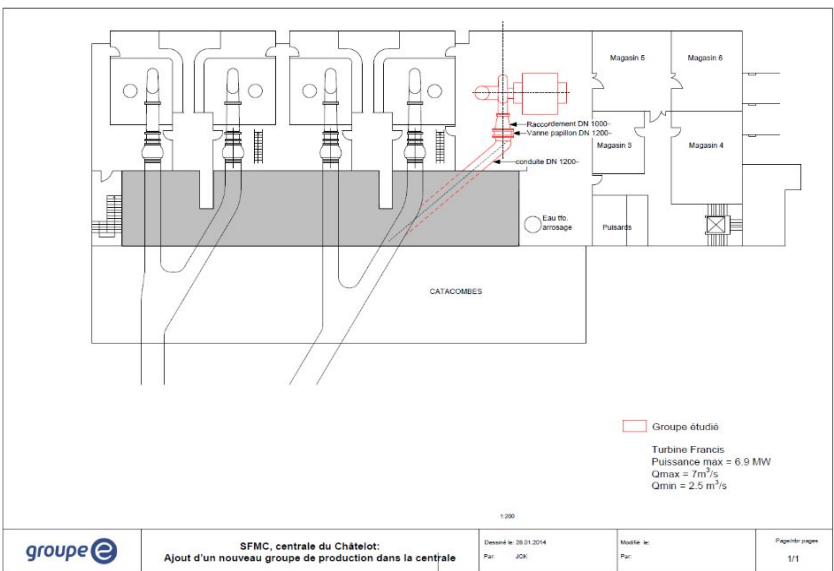 Magasin 5
Magasin 6
Raccordement DN 1000
Vanne papillon DN 1200
Magasin 3
Magasin 4
conduite DN 1200
Eau tfo.
arrosage
Puisards
CATACOMBES
Groupe étudié
Turbine Francis
Puissance max = 6.9 MW
Qmax = 7m³/s
Qmin = 2.5 m³/s
1:250
groupe e
SFMC, centrale du Châtelot:
Ajout d'un nouveau groupe de production dans la centrale
Dessiné le: 28.01.2014
Par: JCK
Modifié le:
Par:
Page/nbr pages
1/1